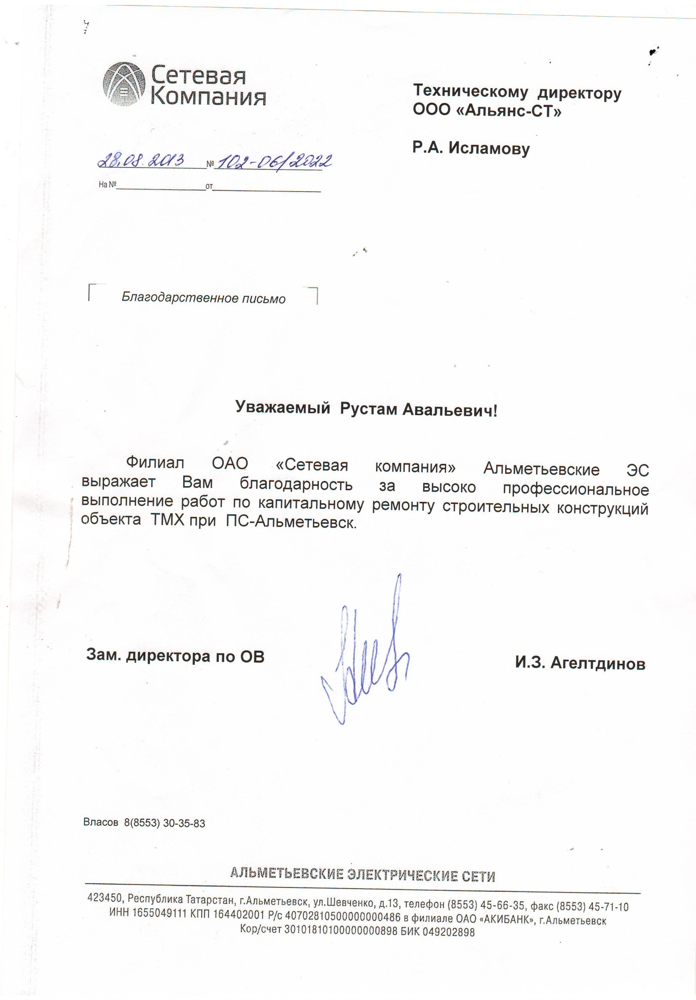 Сетевая
Компания
Техническому директору
ООО «Альянс-СТ»
Р.А. Исламову
28.08.2013 № 102-06/2022
На № от
Благодарственное письмо
Уважаемый Рустам Авальевич!
Филиал ОАО «Сетевая компания» Альметьевские ЭС
выражает Вам благодарность за высоко профессиональное
выполнение работ по капитальному ремонту строительных конструкций
объекта ТМХ при ПС-Альметьевск.
Зам. директора по ОВ
И.З. Агелтдинов
Власов 8(8553) 30-35-83
АЛЬМЕТЬЕВСКИЕ ЭЛЕКТРИЧЕСКИЕ СЕТИ
423450, Республика Татарстан, г.Альметьевск, ул.Шевченко, д.13, телефон (8553) 45-66-35, факс (8553) 45-71-10
ИНН 1655049111 КПП 164402001 Р/с 40702810500000000486 в филиале ОАО «АКИБАНК», г.Альметьевск
Кор/счет 30101810100000000898 БИК 049202898